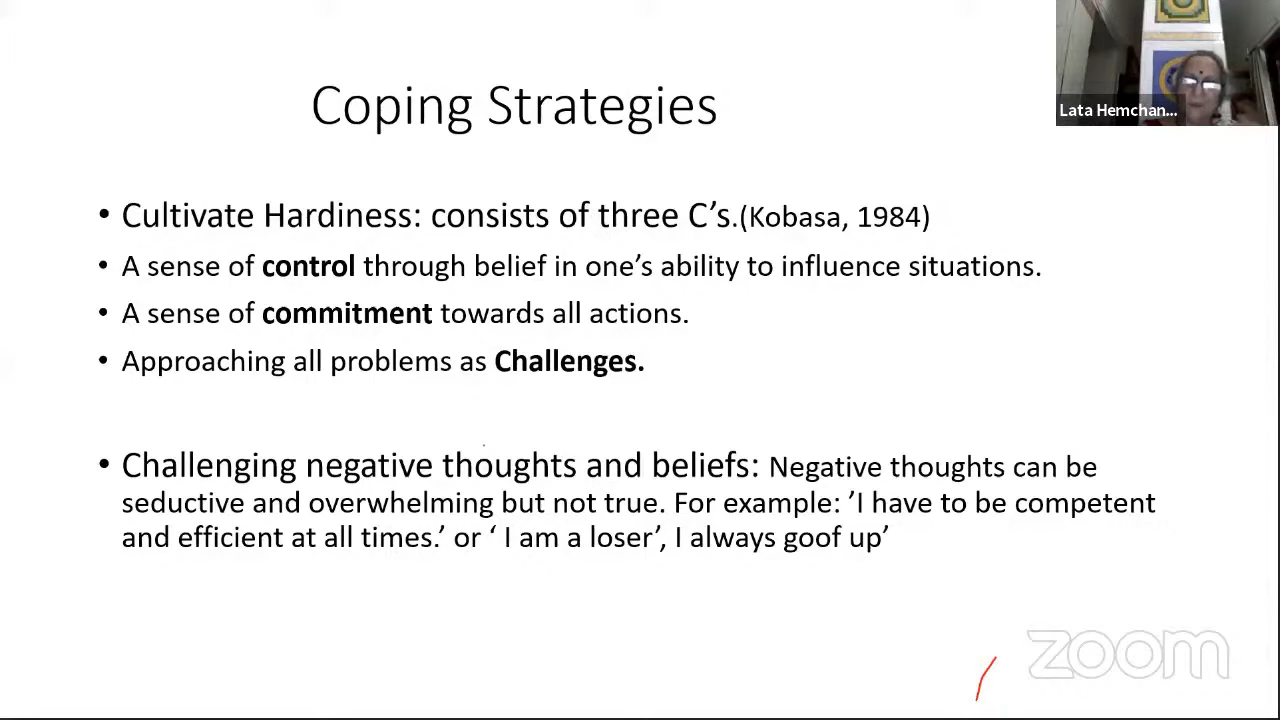 Coping Strategies
Lata Hemchan...
• Cultivate Hardiness: consists of three C’s.(Kobasa, 1984)
• A sense of control through belief in one’s ability to influence situations.
• A sense of commitment towards all actions.
• Approaching all problems as Challenges.
• Challenging negative thoughts and beliefs: Negative thoughts can be
seductive and overwhelming but not true. For example: ’I have to be competent
and efficient at all times.’ or ‘ I am a loser’, I always goof up’
zoom